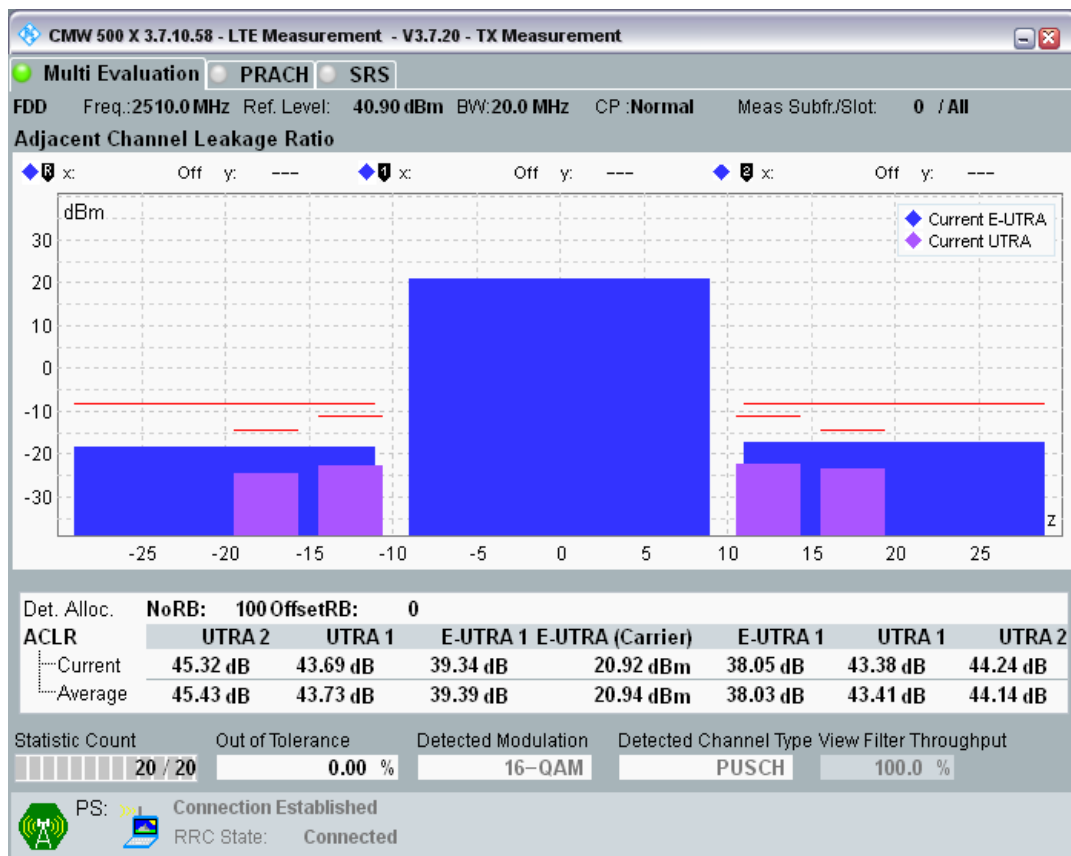 CMW 500 X 3.7.10.58 - LTE Measurement - V3.7.20 - TX Measurement
Multi Evaluation PRACH SRS
FDD Freg.:2510.0 MHz Ref. Level: 40.90 dBm BW:20.0 MHz CP :Normal Meas Subfr./Slot: 0 / All
Adjacent Channel Leakage Ratio
R x: Off y: --- 1 x: Off y: --- 2 x: Off y: ---
dBm
Current E-UTRA
Current UTRA
30
20
10
0
-10
-20
-30
z
-25 -20 -15 -10 -5 0 5 10 15 20 25
Det. Alloc. NoRB: 100 OffsetRB: 0
ACLR UTRA 2 UTRA 1 E-UTRA 1 E-UTRA (Carrier) E-UTRA 1 UTRA 1 UTRA 2
Current 45.32 dB 43.69 dB 39.34 dB 20.92 dBm 38.05 dB 43.38 dB 44.24 dB
Average 45.43 dB 43.73 dB 39.39 dB 20.94 dBm 38.03 dB 43.41 dB 44.14 dB
Statistic Count Out of Tolerance Detected Modulation Detected Channel Type View Filter Throughput
20 / 20 0.00 % 16-QAM PUSCH 100.0 %
PS: Connection Established
RRC State: Connected